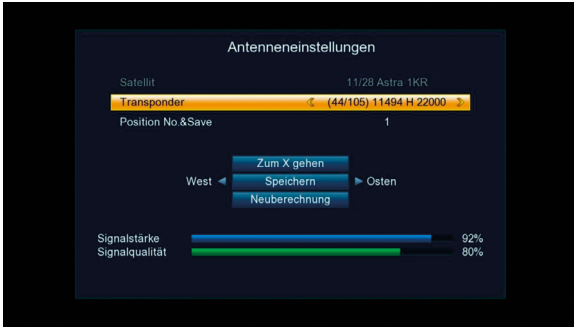 Antenneneinstellungen
Satellit 11/28 Astra 1KR
Transponder (44/105) 11494 H 22000
Position No.&Save 1
Zum X gehen
West Speichern Osten
Neuberechnung
Signalstärke 92%
Signalqualität 80%